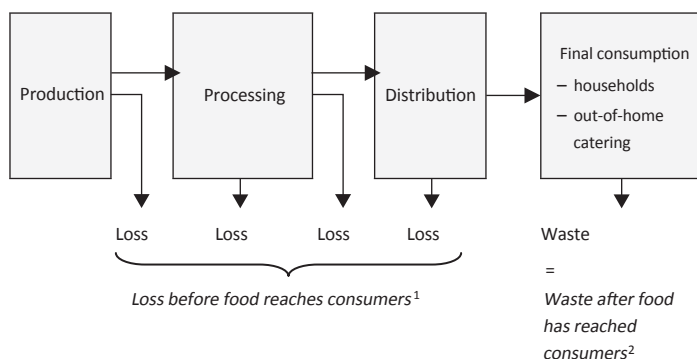 Production
Processing
Distribution
Final consumption
– households
– out-of-home
catering
Loss
Loss
Loss
Loss
Waste
=
Loss before food reaches consumers¹
Waste after food
has reached
consumers²